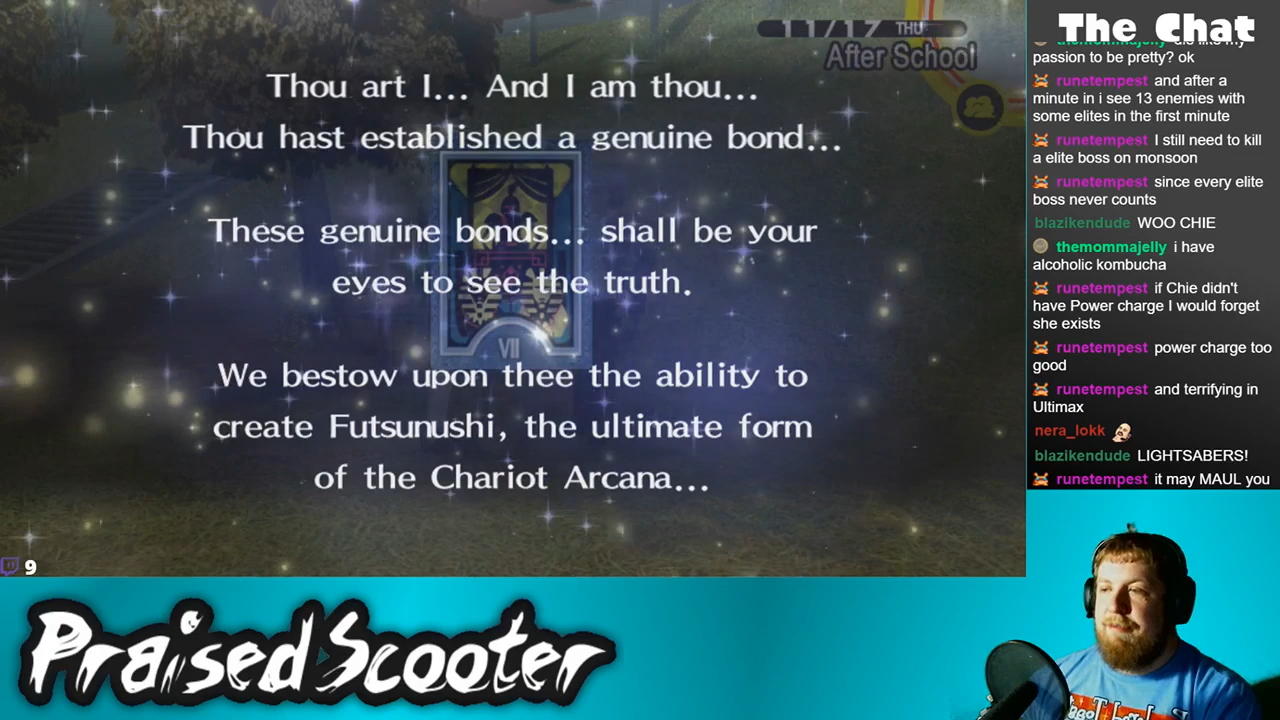 11/17 THU
After School
Thou art I... And I am thou...
Thou hast established a genuine bond...
These genuine bonds... shall be your
eyes to see the truth.
VII
We bestow upon thee the ability to
create Futsunushi, the ultimate form
of the Chariot Arcana...
9
PraisedScooter
The Chat
passion to be pretty? ok
runetempest and after a
minute in i see 13 enemies with
some elites in the first minute
runetempest I still need to kill
a elite boss on monsoon
runetempest since every elite
boss never counts
blazikendude WOO CHIE
themommajelly i have
alcoholic kombucha
runetempest if Chie didn't
have Power charge I would forget
she exists
runetempest power charge too
good
runetempest and terrifying in
Ultimax
nera_lokk
blazikendude LIGHTSABERS!
runetempest it may MAUL you